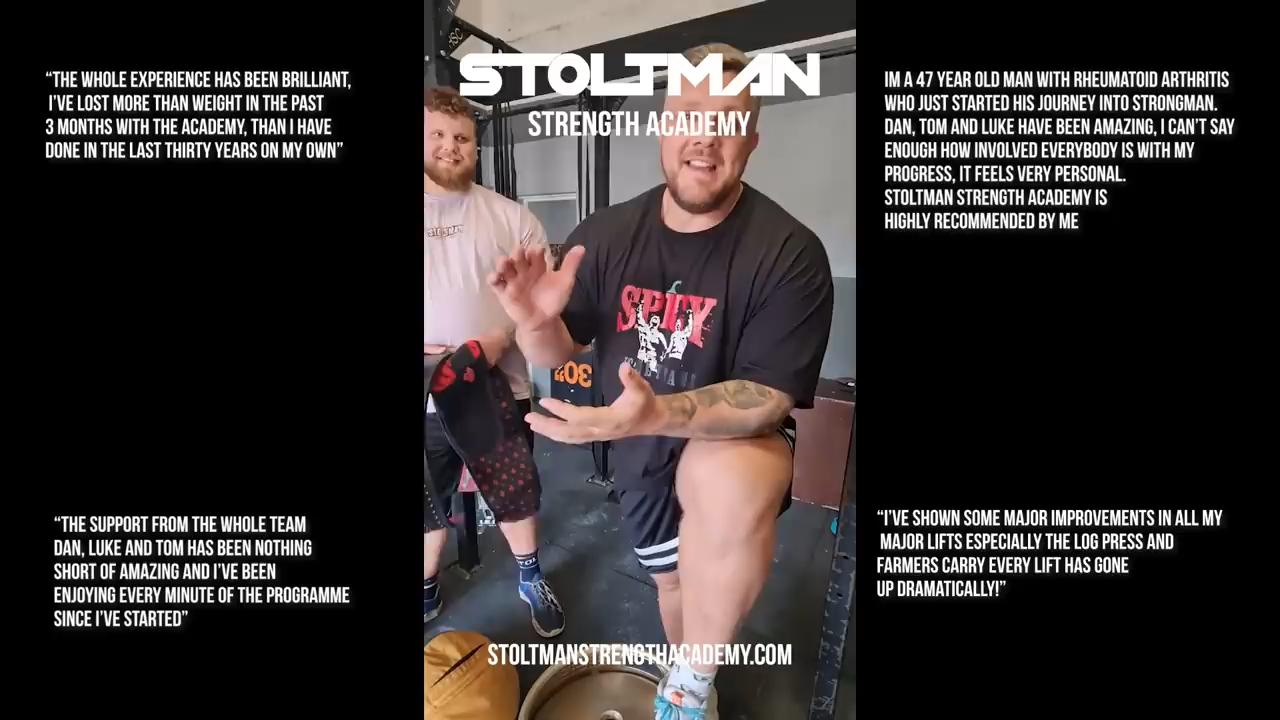 STOLTMAN
STRENGTH ACADEMY
“THE WHOLE EXPERIENCE HAS BEEN BRILLIANT,
I’VE LOST MORE THAN WEIGHT IN THE PAST
3 MONTHS WITH THE ACADEMY, THAN I HAVE
DONE IN THE LAST THIRTY YEARS ON MY OWN”
IM A 47 YEAR OLD MAN WITH RHEUMATOID ARTHRITIS
WHO JUST STARTED HIS JOURNEY INTO STRONGMAN.
DAN, TOM AND LUKE HAVE BEEN AMAZING, I CAN’T SAY
ENOUGH HOW INVOLVED EVERYBODY IS WITH MY
PROGRESS, IT FEELS VERY PERSONAL.
STOLTMAN STRENGTH ACADEMY IS
HIGHLY RECOMMENDED BY ME
“THE SUPPORT FROM THE WHOLE TEAM
DAN, LUKE AND TOM HAS BEEN NOTHING
SHORT OF AMAZING AND I’VE BEEN
ENJOYING EVERY MINUTE OF THE PROGRAMME
SINCE I’VE STARTED”
“I’VE SHOWN SOME MAJOR IMPROVEMENTS IN ALL MY
MAJOR LIFTS ESPECIALLY THE LOG PRESS AND
FARMERS CARRY EVERY LIFT HAS GONE
UP DRAMATICALLY!”
STOLTMANSTRENGTHACADEMY.COM